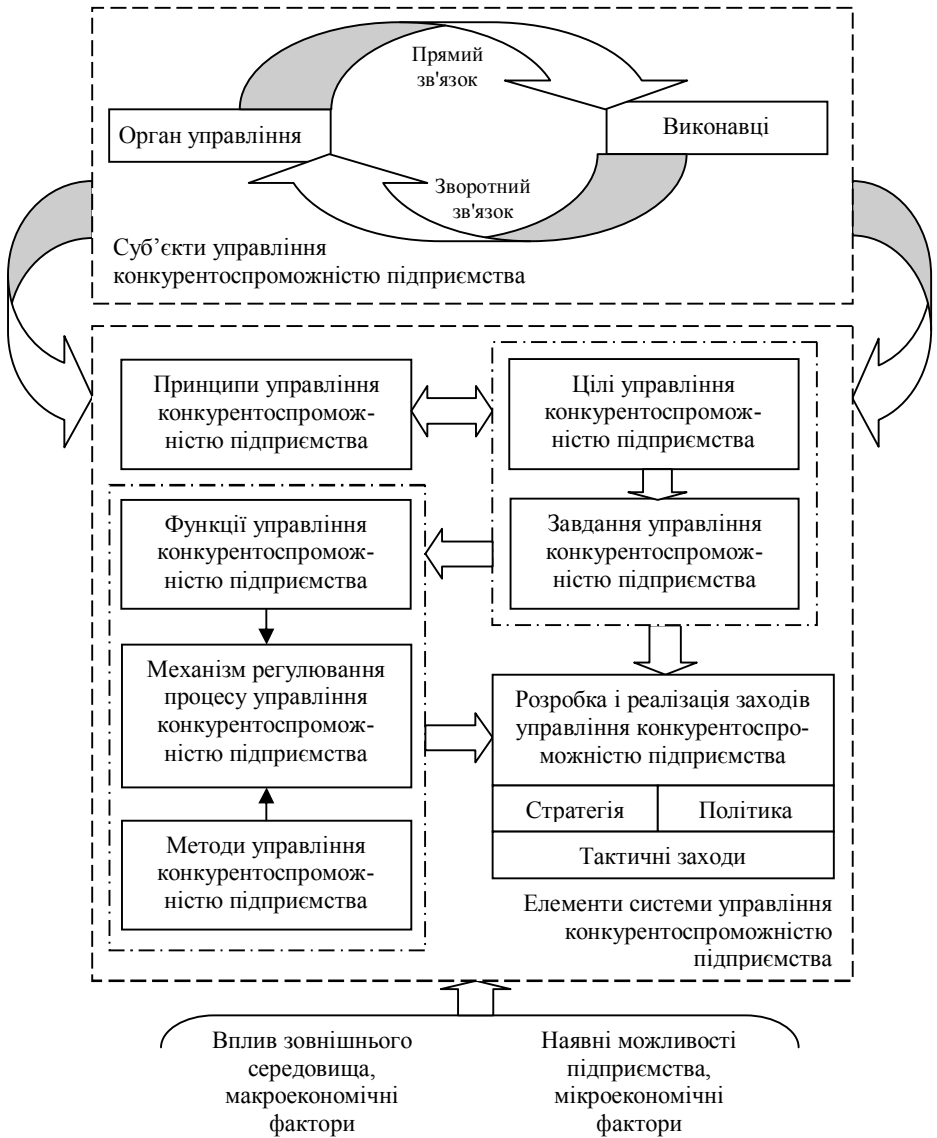 Прямий
зв'язок
Орган управління
Виконавці
Зворотний
зв'язок
Суб’єкти управління
конкурентоспроможністю підприємства
Принципи управління
конкурентоспромож-
ністю підприємства
Цілі управління
конкурентоспромож-
ністю підприємства
Функції управління
конкурентоспромож-
ністю підприємства
Завдання управління
конкурентоспромож-
ністю підприємства
Механізм регулювання
процесу управління
конкурентоспромож-
ністю підприємства
Розробка і реалізація заходів
управління конкурентоспро-
можністю підприємства
Стратегія
Політика
Тактичні заходи
Методи управління
конкурентоспромож-
ністю підприємства
Елементи системи управління
конкурентоспроможністю
підприємства
Вплив зовнішнього
середовища,
макроекономічні
фактори
Наявні можливості
підприємства,
мікроекономічні
фактори